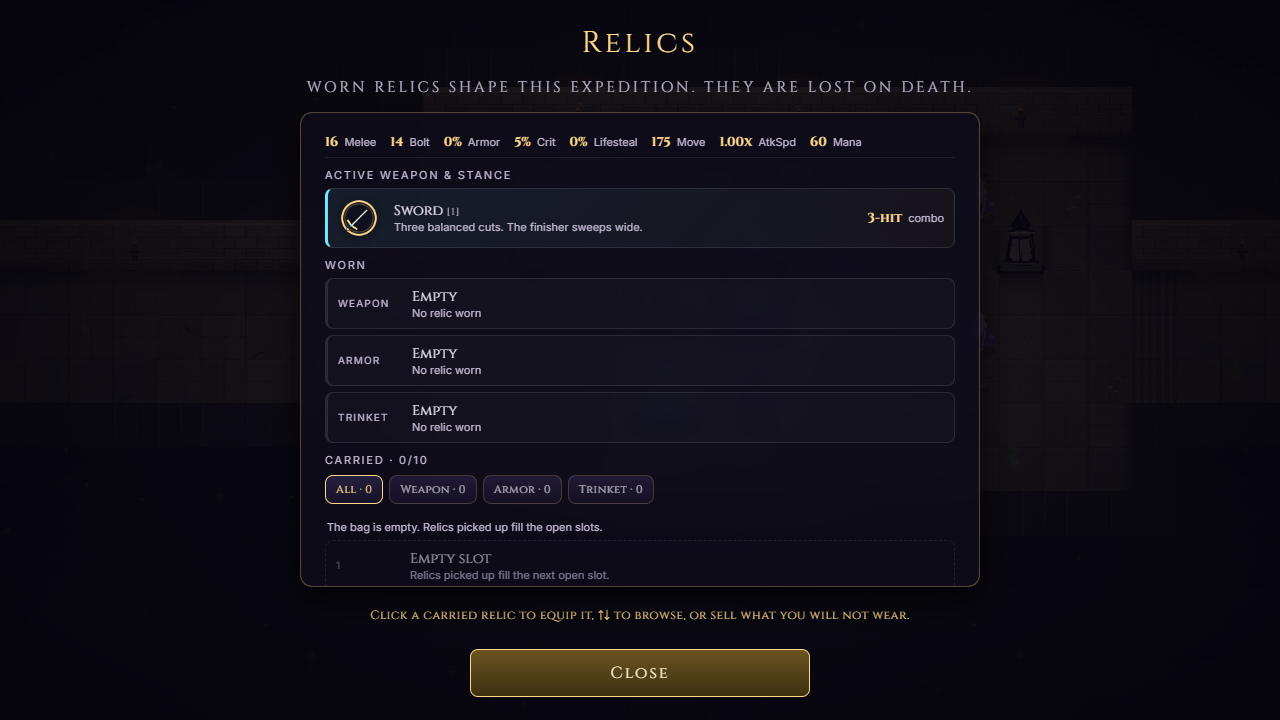 Relics
Worn relics shape this expedition. They are lost on death.
16 Melee 14 Bolt 0% Armor 5% Crit 0% Lifesteal 175 Move 1.00x AtkSpd 60 Mana
ACTIVE WEAPON & STANCE
Sword [1]
Three balanced cuts. The finisher sweeps wide.
3-hit combo
WORN
WEAPON
Empty
No relic worn
ARMOR
Empty
No relic worn
TRINKET
Empty
No relic worn
CARRIED · 0/10
All · 0 Weapon · 0 Armor · 0 Trinket · 0
The bag is empty. Relics picked up fill the open slots.
1
Empty slot
Relics picked up fill the next open slot.
Click a carried relic to equip it, ↑↓ to browse, or sell what you will not wear.
Close